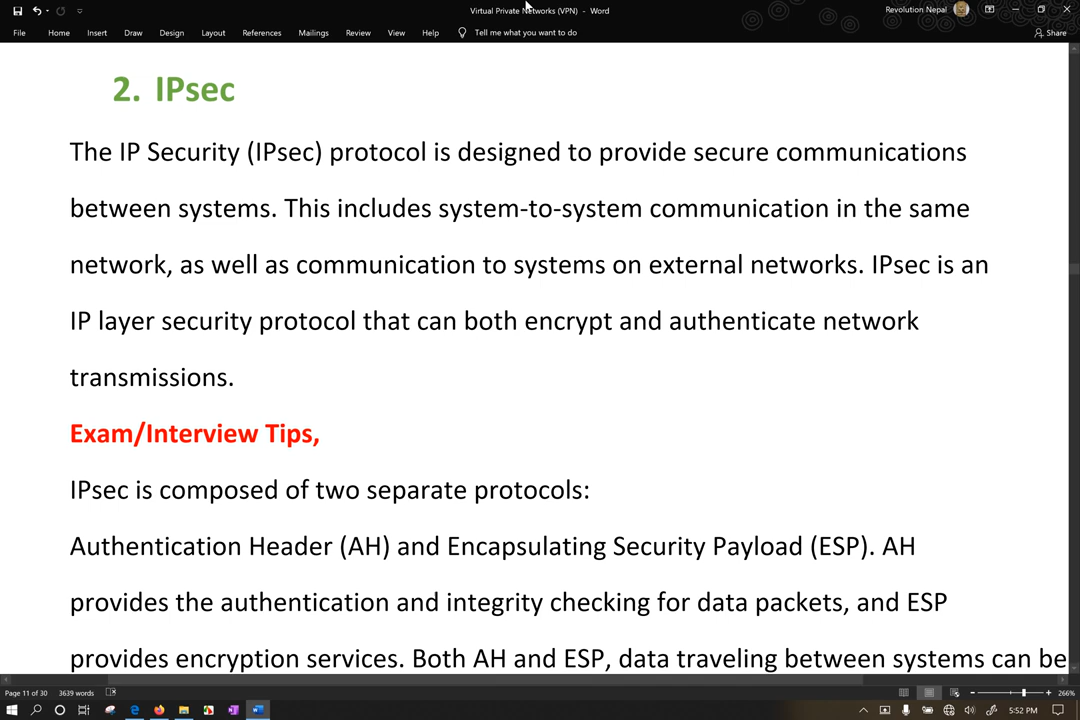 Virtual Private Networks (VPN) - Word
Revolution Nepal
File Home Insert Draw Design Layout References Mailings Review View Help Tell me what you want to do Share
2. IPsec
The IP Security (IPsec) protocol is designed to provide secure communications
between systems. This includes system-to-system communication in the same
network, as well as communication to systems on external networks. IPsec is an
IP layer security protocol that can both encrypt and authenticate network
transmissions.
Exam/Interview Tips,
IPsec is composed of two separate protocols:
Authentication Header (AH) and Encapsulating Security Payload (ESP). AH
provides the authentication and integrity checking for data packets, and ESP
provides encryption services. Both AH and ESP, data traveling between systems can be
Page 11 of 30 3639 words 266%
5:52 PM